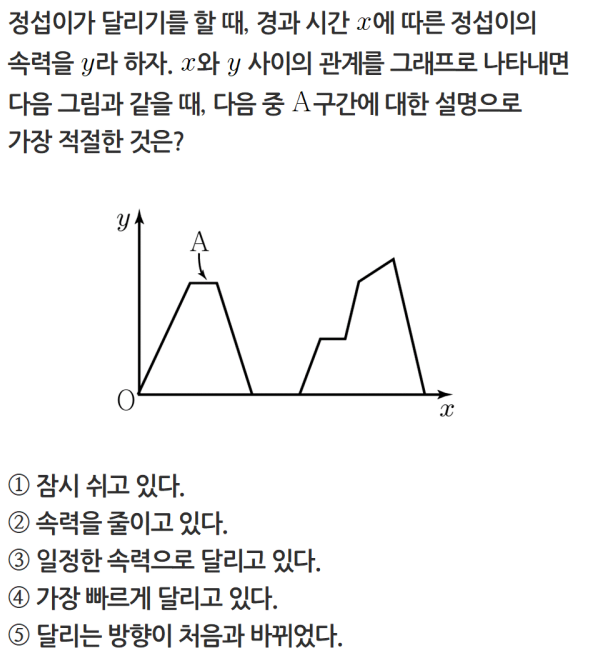 정섭이가 달리기를 할 때, 경과 시간 x에 따른 정섭이의
속력을 y라 하자. x와 y 사이의 관계를 그래프로 나타내면
다음 그림과 같을 때, 다음 중 A구간에 대한 설명으로
가장 적절한 것은?
y
A
O
x
① 잠시 쉬고 있다.
② 속력을 줄이고 있다.
③ 일정한 속력으로 달리고 있다.
④ 가장 빠르게 달리고 있다.
⑤ 달리는 방향이 처음과 바뀌었다.